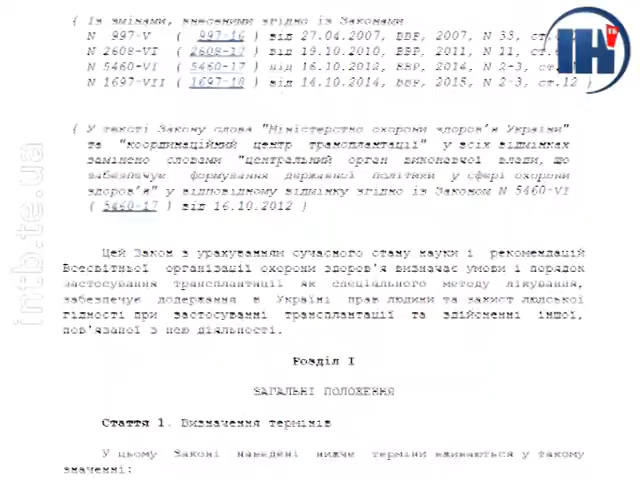 { Із змінами, внесеними згідно із Законами
N 997-V ( 997-16 ) від 27.04.2007, ВВР, 2007, N 33, ст.
N 2608-VI ( 2608-17 ) від 19.10.2010, ВВР, 2011, N 11, ст.
N 5460-VI ( 5460-17 ) від 16.10.2012, ВВР, 2014, N 2-3, ст.
N 1697-VII ( 1697-18 ) від 14.10.2014, ВВР, 2015, N 2-3, ст.12 }
ІН ТБ
{ У тексті Закону слова "Міністерство охорони здоров'я України"
та "координаційний центр трансплантації" у всіх відмінках
замінено словами "центральний орган виконавчої влади, що
забезпечує формування державної політики у сфері охорони
здоров'я" у відповідному відмінку згідно із Законом N 5460-VI
( 5460-17 ) від 16.10.2012 }
intb.te.ua
Цей Закон з урахуванням сучасного стану науки і рекомендацій
Всесвітньої організації охорони здоров'я визначає умови і порядок
застосування трансплантації як спеціального методу лікування,
забезпечує додержання в Україні прав людини та захист людської
гідності при застосуванні трансплантації та здійсненні іншої,
пов'язаної з нею діяльності.
Розділ I
ЗАГАЛЬНІ ПОЛОЖЕННЯ
Стаття 1. Визначення термінів
У цьому Законі наведені нижче терміни вживаються у такому
значенні: